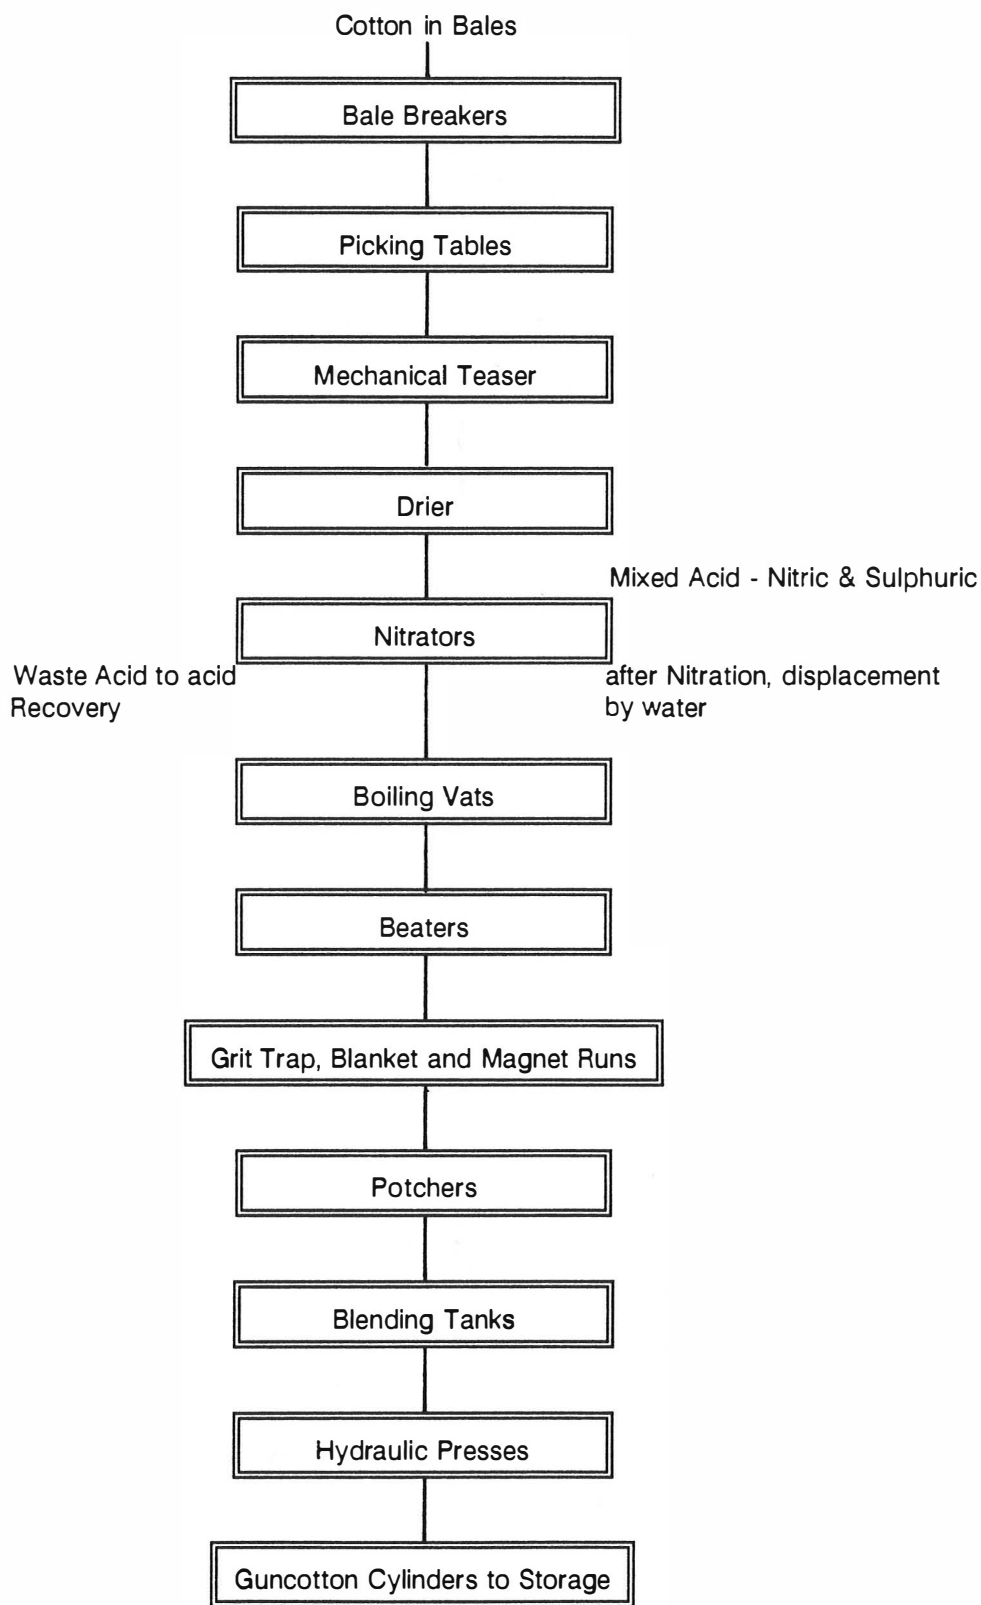 Cotton in Bales
Bale Breakers
Picking Tables
Mechanical Teaser
Drier
Mixed Acid - Nitric & Sulphuric
Nitrators
Waste Acid to acid
Recovery
after Nitration, displacement
by water
Boiling Vats
Beaters
Grit Trap, Blanket and Magnet Runs
Potchers
Blending Tanks
Hydraulic Presses
Guncotton Cylinders to Storage